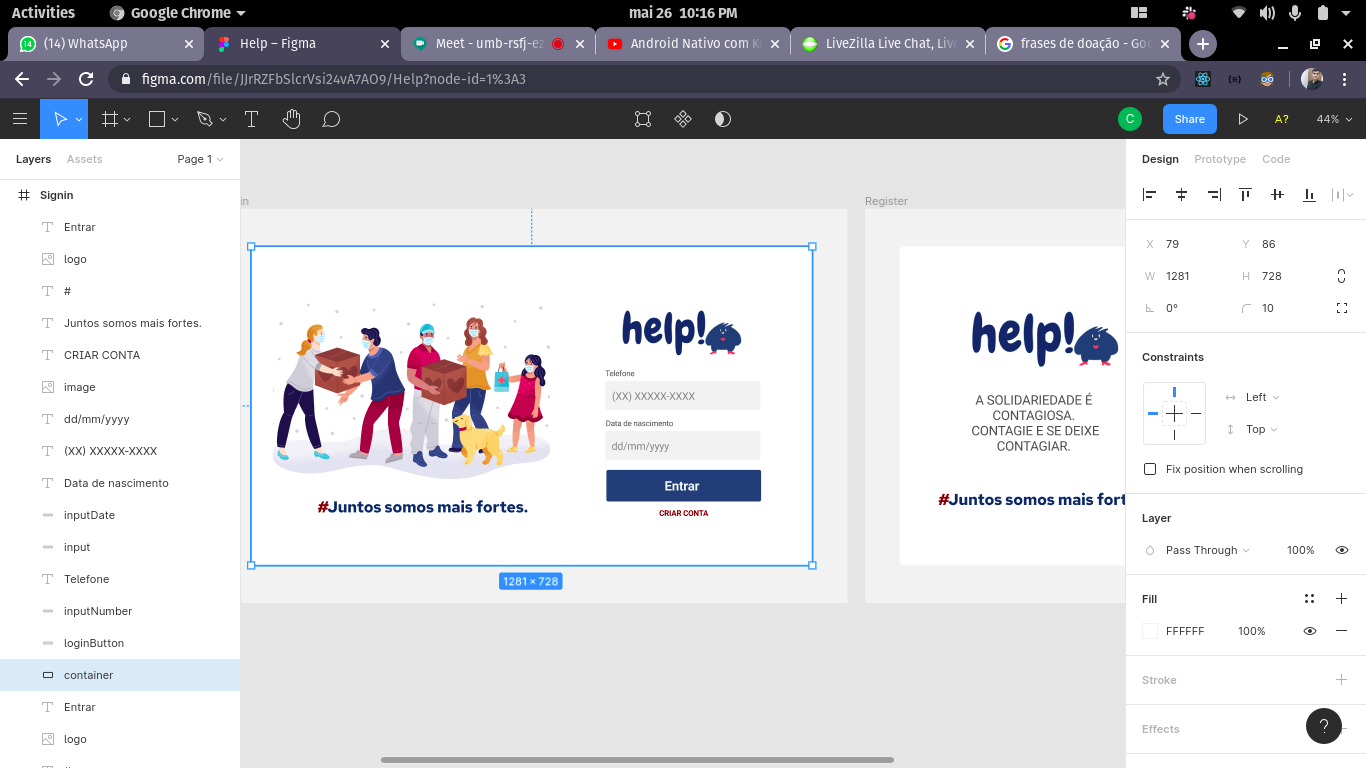 Activities
Google Chrome
mai 26 10:16 PM
(14) WhatsApp
Help – Figma
Meet - umb-rsfj-ez
Android Nativo com K
LiveZilla Live Chat, Liv
frases de doação - Goo
figma.com/file/JJrRZFbSlcrVsi24vA7AO9/Help?node-id=1%3A3
C
Share
A?
44%
Layers
Assets
Page 1
Signin
Entrar
logo
#
Juntos somos mais fortes.
CRIAR CONTA
image
dd/mm/yyyy
(XX) XXXXX-XXXX
Data de nascimento
inputDate
input
Telefone
inputNumber
loginButton
container
Entrar
logo
in
help!
Telefone
(XX) XXXXX-XXXX
Data de nascimento
dd/mm/yyyy
Entrar
CRIAR CONTA
#Juntos somos mais fortes.
1281 × 728
Register
help!
A SOLIDARIEDADE É
CONTAGIOSA.
CONTAGIE E SE DEIXE
CONTAGIAR.
#Juntos somos mais fort
Design
Prototype
Code
X 79
Y 86
W 1281
H 728
0°
10
Constraints
Left
Top
Fix position when scrolling
Layer
Pass Through
100%
Fill
FFFFFF
100%
Stroke
Effects
?